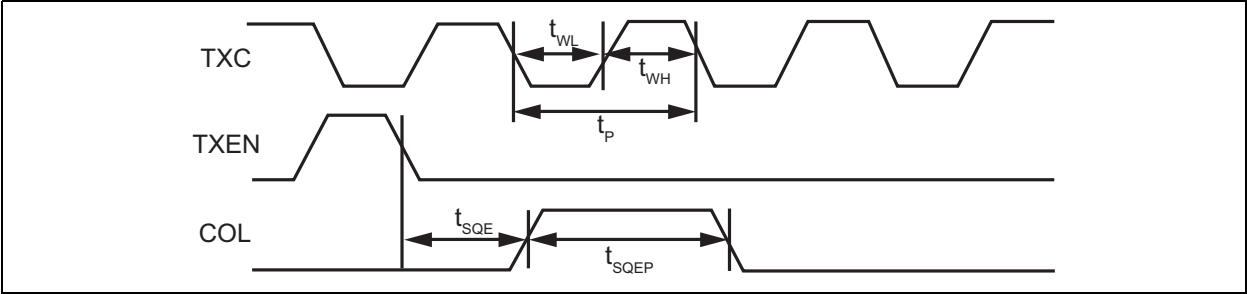 TXC
t_WL
t_WH
t_P
TXEN
COL
t_SQE
t_SQEP